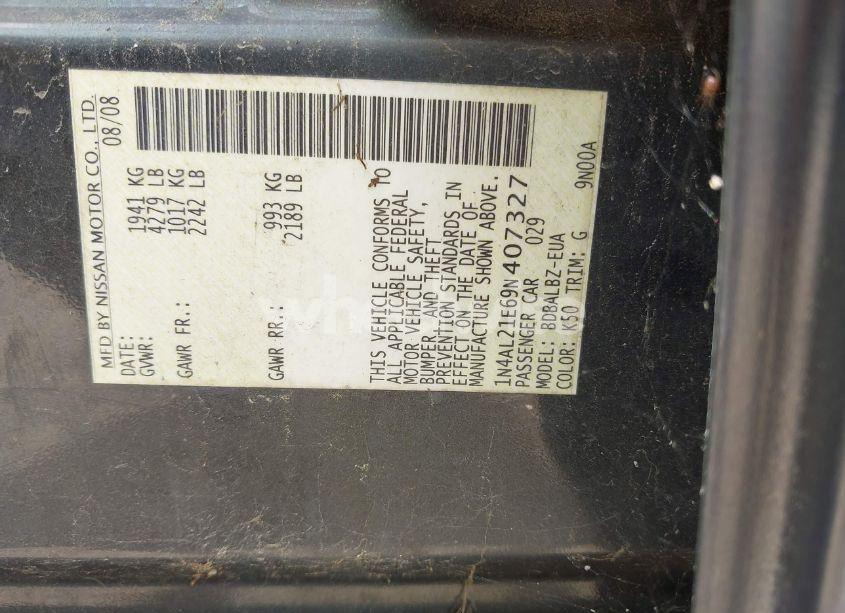 MFD BY NISSAN MOTOR CO., LTD.
DATE: 08/08
GVWR: 1941 KG
4279 LB
GAWR FR.: 1017 KG
2242 LB
GAWR RR.: 993 KG
2189 LB
THIS VEHICLE CONFORMS TO
ALL APPLICABLE FEDERAL
MOTOR VEHICLE SAFETY,
BUMPER, AND THEFT
PREVENTION STANDARDS IN
EFFECT ON THE DATE OF
MANUFACTURE SHOWN ABOVE.
1N4AL21E69N407327
PASSENGER CAR 029
MODEL: BDBALBZ-EUA
COLOR: K50 TRIM: G 9N00A